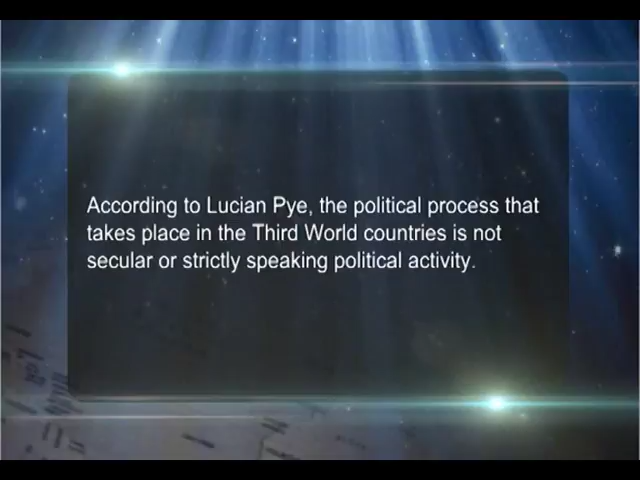 According to Lucian Pye, the political process that
takes place in the Third World countries is not
secular or strictly speaking political activity.